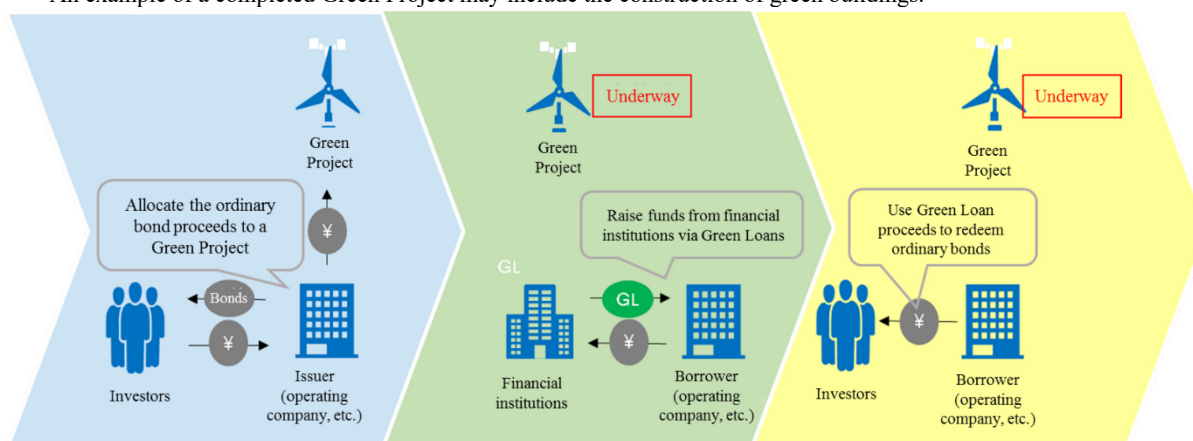 An example of a completed Green Project may include the construction of green buildings.
Green
Project
Allocate the ordinary
bond proceeds to a
Green Project
¥
Bonds
¥
Investors
Issuer
(operating
company, etc.)
Underway
Green
Project
Raise funds from financial
institutions via Green Loans
GL
GL
¥
Financial
institutions
Borrower
(operating
company, etc.)
Underway
Green
Project
Use Green Loan
proceeds to redeem
ordinary bonds
¥
Investors
Borrower
(operating
company, etc.)